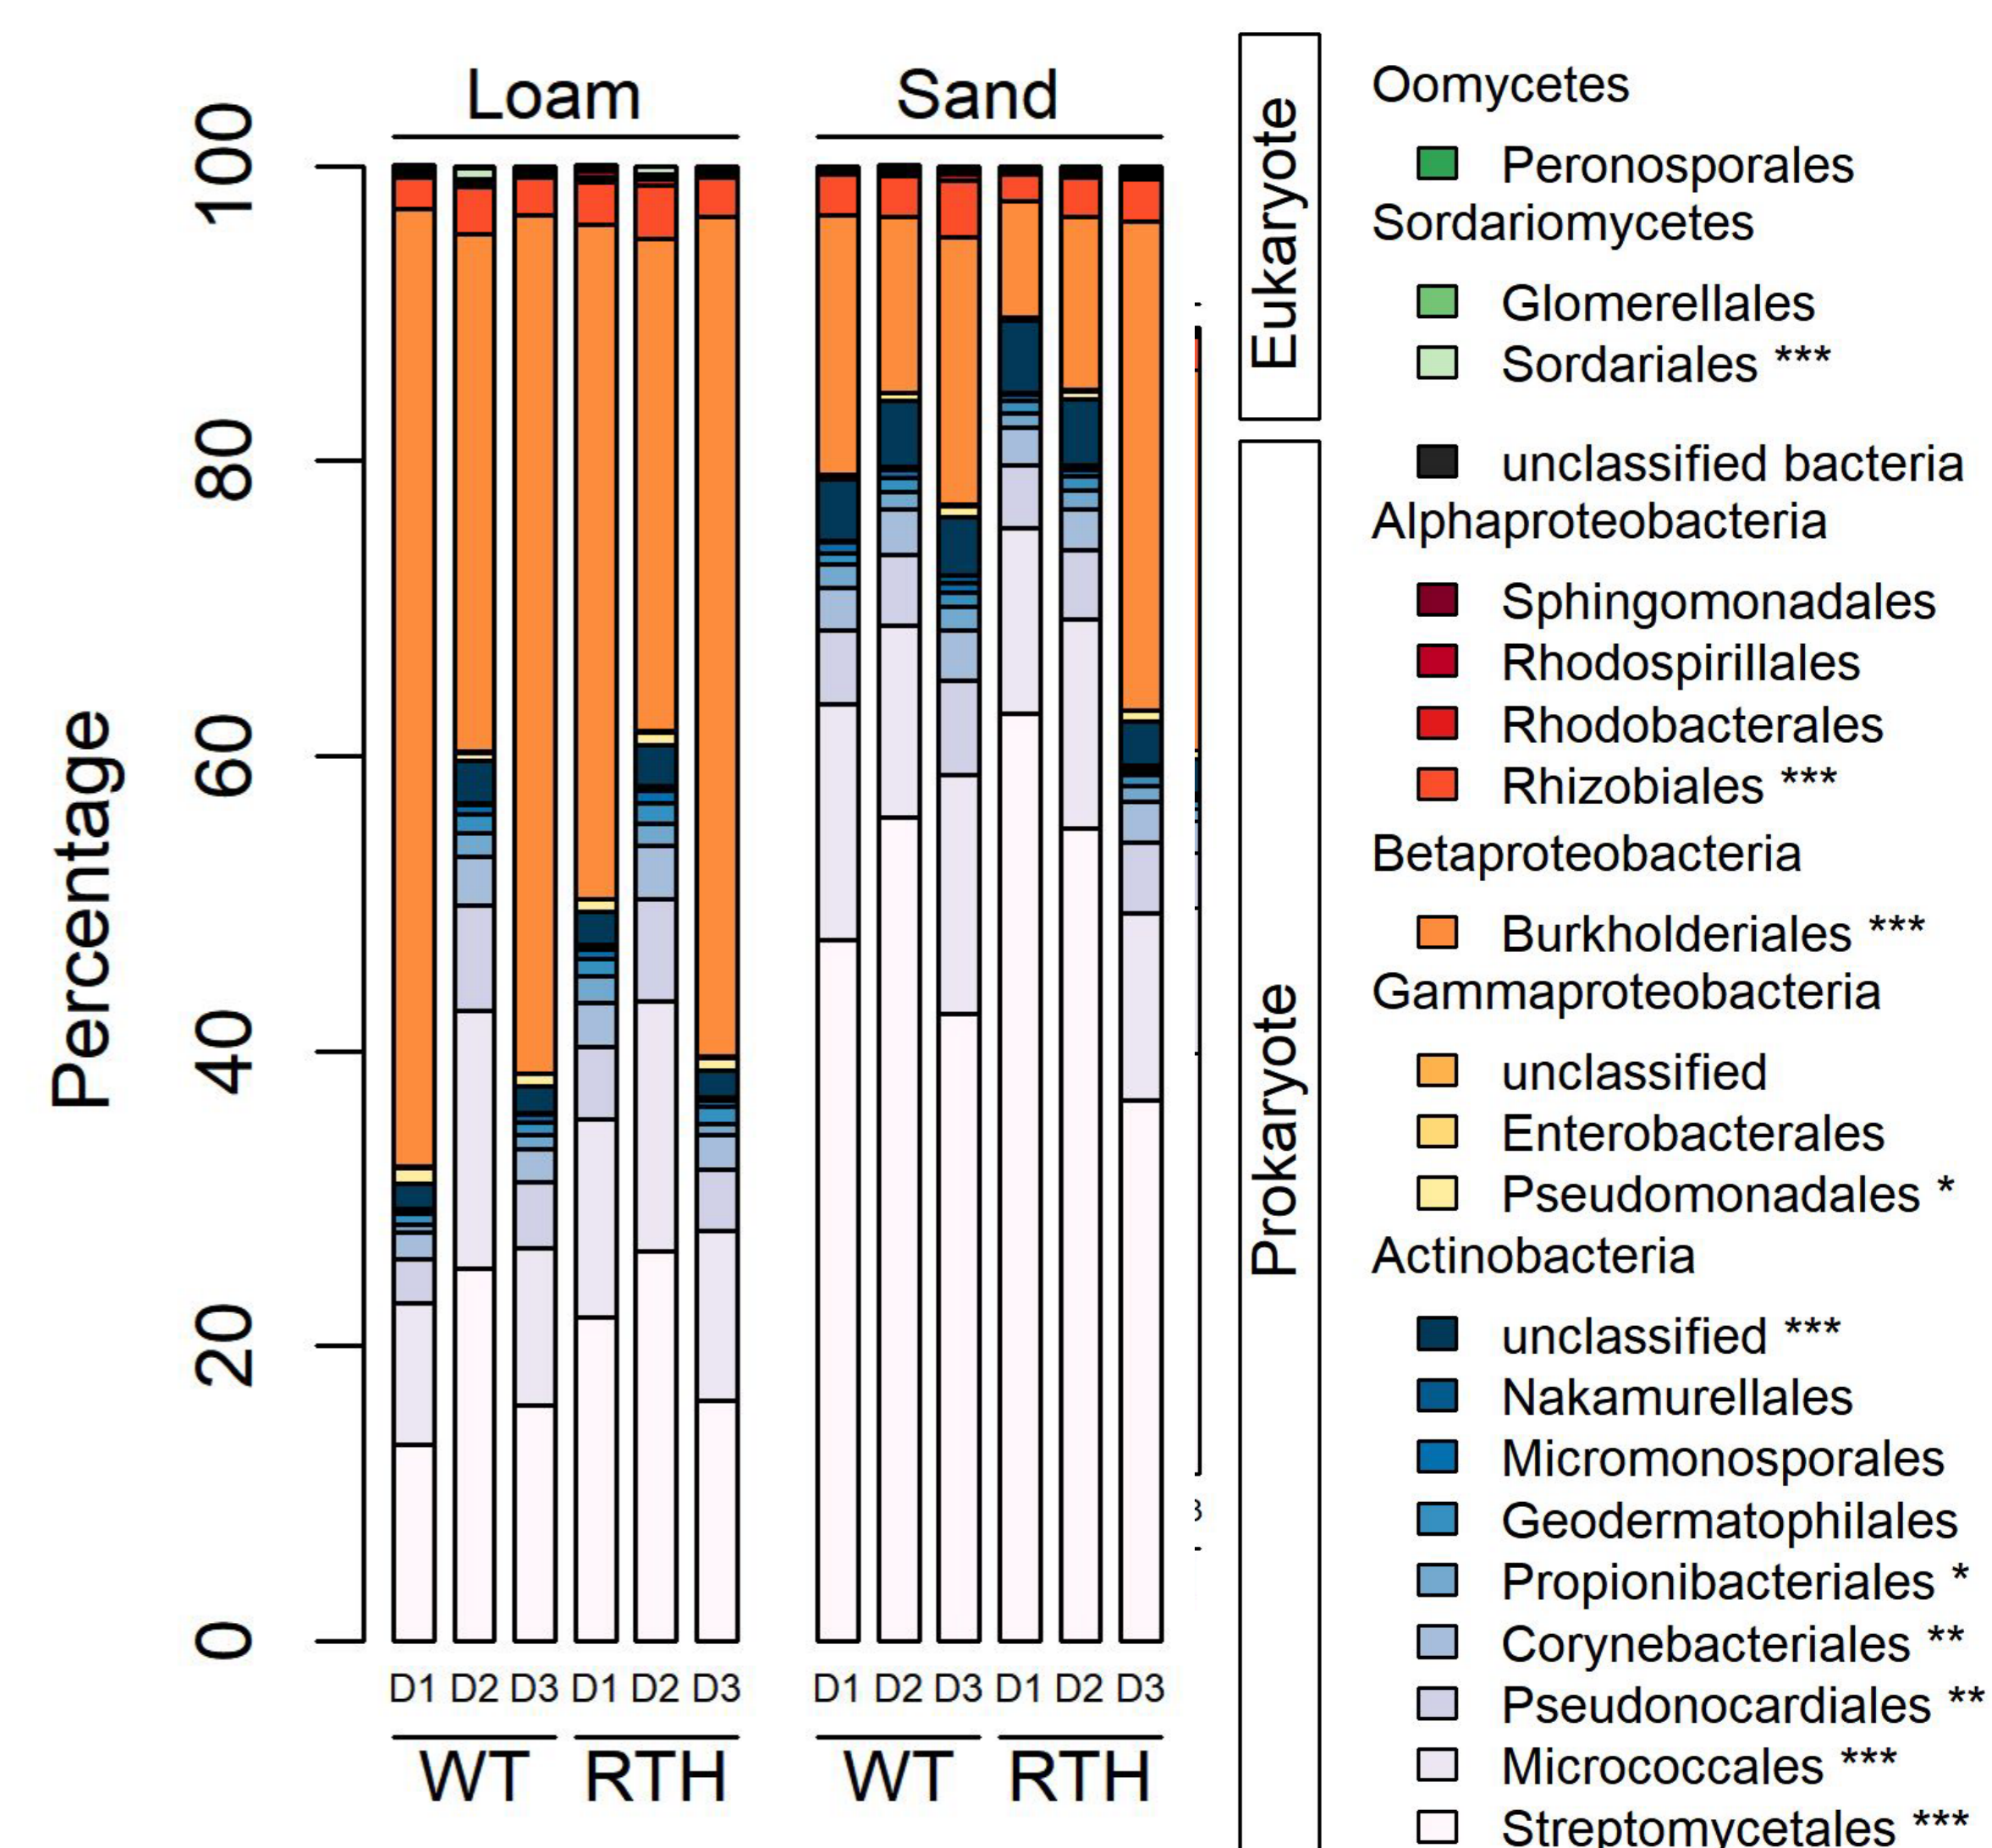 Loam
Sand
100
80
60
40
20
0
Percentage
D1 D2 D3 D1 D2 D3
D1 D2 D3 D1 D2 D3
WT RTH
WT RTH
Eukaryote
Prokaryote
Oomycetes
Peronosporales
Sordariomycetes
Glomerellales
Sordariales ***
unclassified bacteria
Alphaproteobacteria
Sphingomonadales
Rhodospirillales
Rhodobacterales
Rhizobiales ***
Betaproteobacteria
Burkholderiales ***
Gammaproteobacteria
unclassified
Enterobacterales
Pseudomonadales *
Actinobacteria
unclassified ***
Nakamurellales
Micromonosporales
Geodermatophilales
Propionibacteriales *
Corynebacteriales **
Pseudonocardiales **
Micrococcales ***
Streptomycetales ***